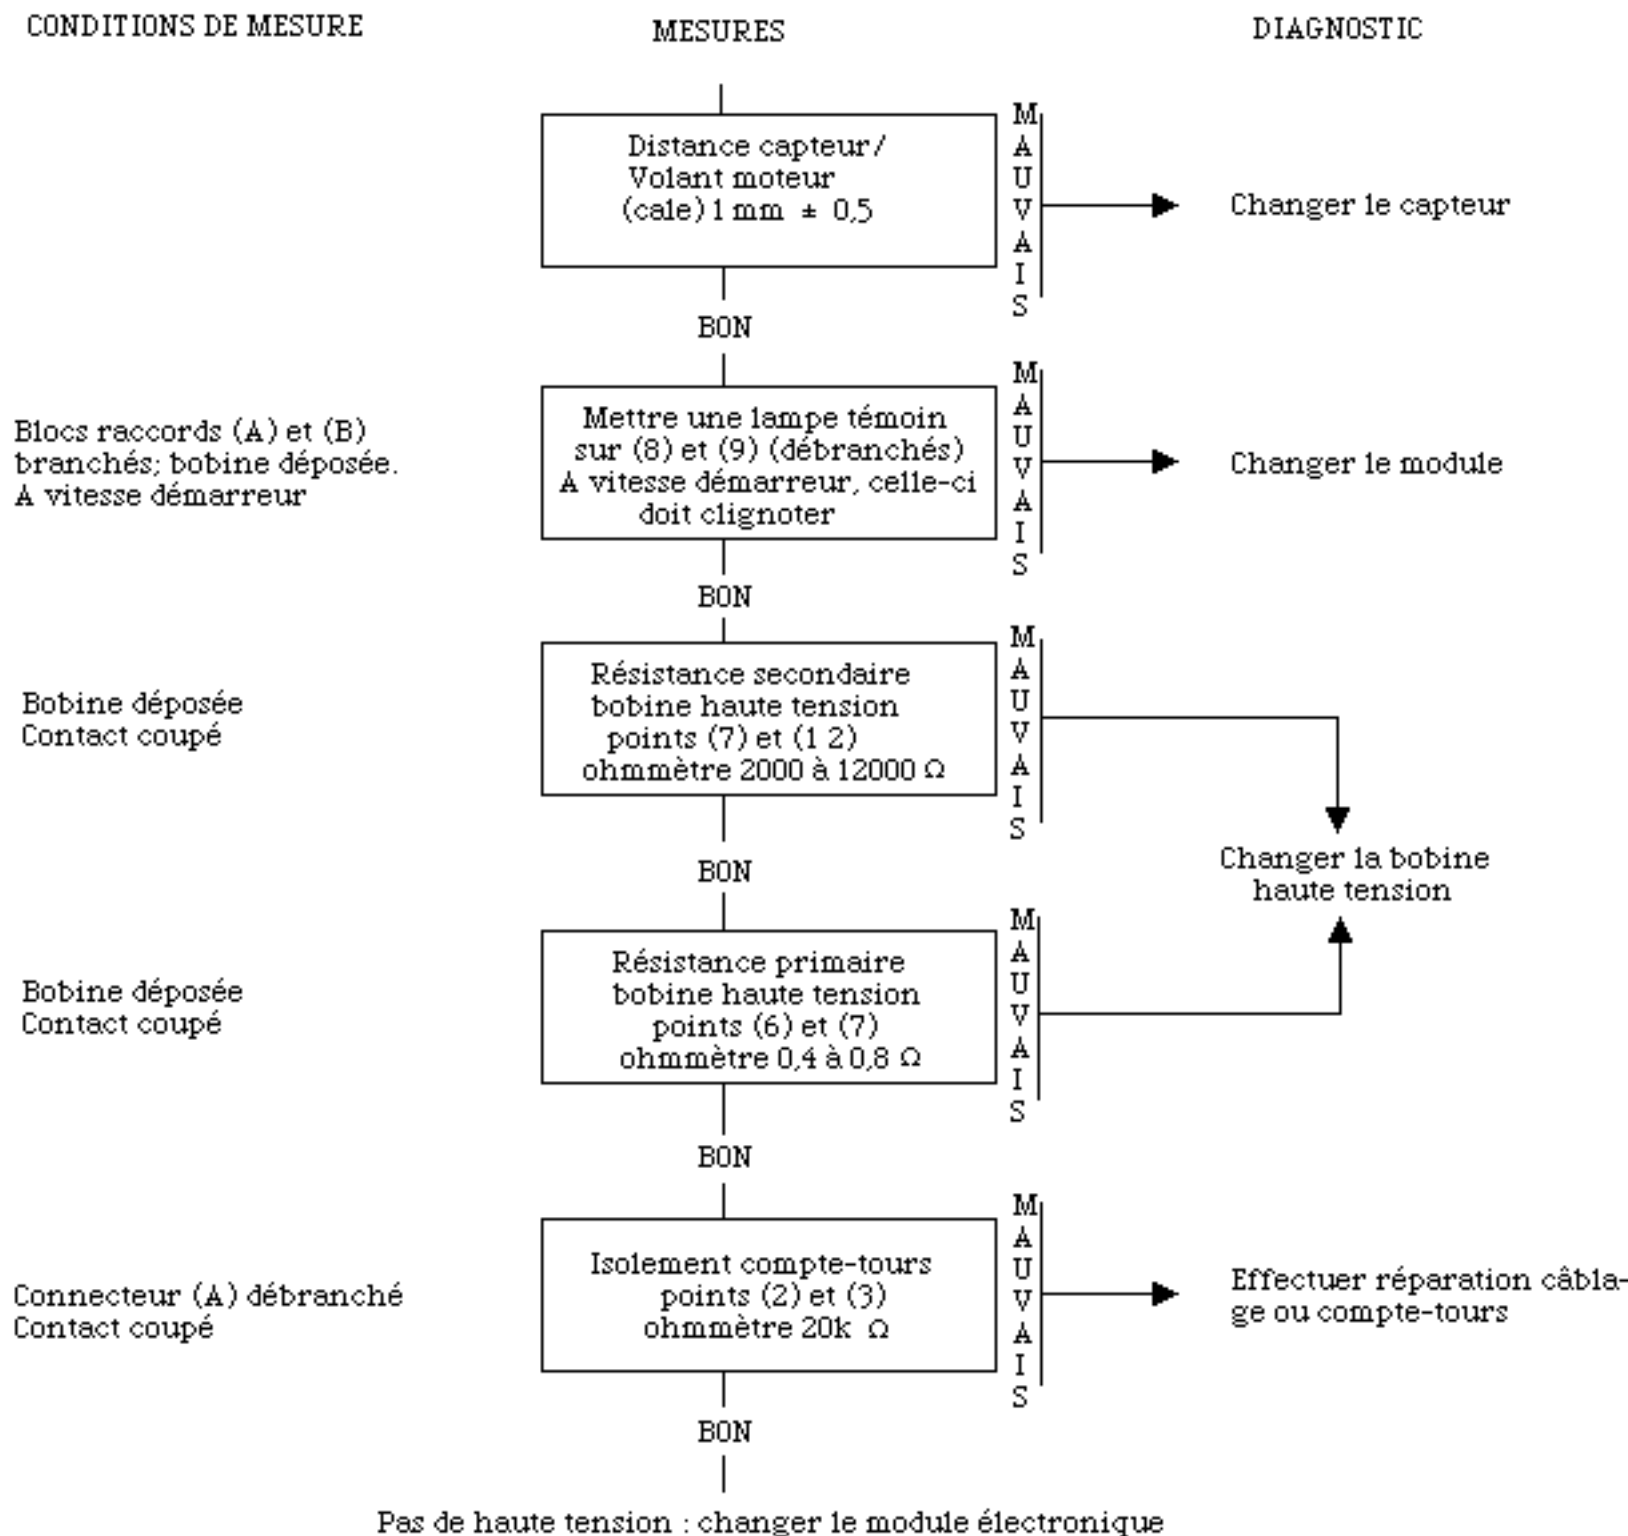 CONDITIONS DE MESURE
MESURES
DIAGNOSTIC
Distance capteur/
Volant moteur
(cale) 1 mm ± 0,5
MAUVAIS
Changer le capteur
BON
Blocs raccords (A) et (B)
branchés; bobine déposée.
A vitesse démarreur
Mettre une lampe témoin
sur (8) et (9) (débranchés)
A vitesse démarreur, celle-ci
doit clignoter
MAUVAIS
Changer le module
BON
Bobine déposée
Contact coupé
Résistance secondaire
bobine haute tension
points (7) et (1 2)
ohmmètre 2000 à 12000 Ω
MAUVAIS
Changer la bobine
haute tension
BON
Bobine déposée
Contact coupé
Résistance primaire
bobine haute tension
points (6) et (7)
ohmmètre 0,4 à 0,8 Ω
MAUVAIS
BON
Connecteur (A) débranché
Contact coupé
Isolement compte-tours
points (2) et (3)
ohmmètre 20k Ω
MAUVAIS
Effectuer réparation câbla-
ge ou compte-tours
BON
Pas de haute tension : changer le module électronique